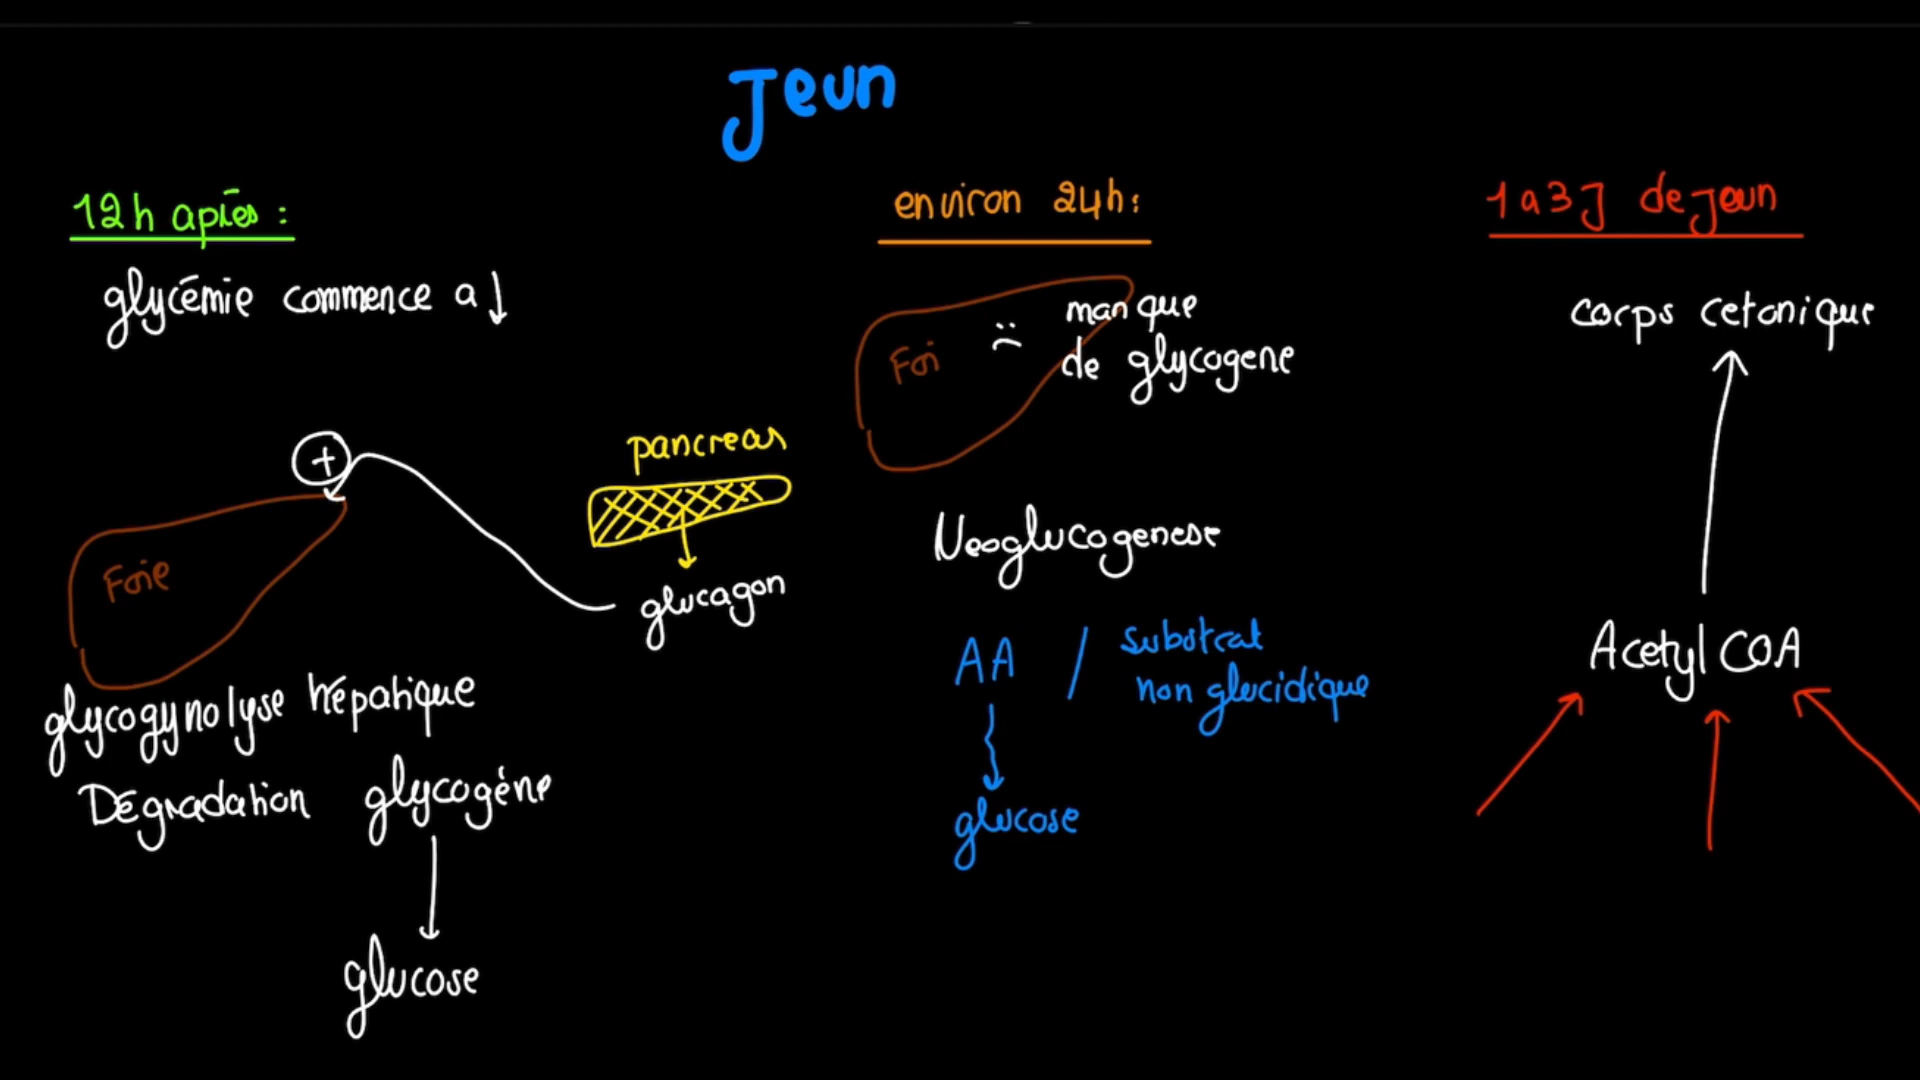 Jeun
12h après :
glycémie commence a ↓
+
pancreas
glucagon
Foie
glycogynolyse hépatique
Dégradation glycogène
glucose
environ 24h :
Foi
manque
de glycogene
Neoglucogenese
AA / substrat
non glucidique
glucose
1 a 3 J de jeun
corps cetonique
Acetyl COA